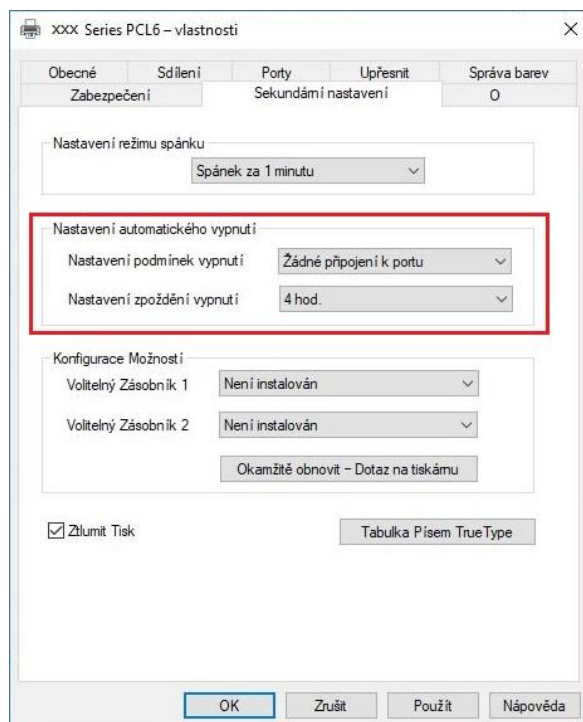 xxx Series PCL6 – vlastnosti
Obecné Sdílení Porty Upřesnit Správa barev
Zabezpečení Sekundární nastavení O
Nastavení režimu spánku
Spánek za 1 minutu
Nastavení automatického vypnutí
Nastavení podmínek vypnutí Žádné připojení k portu
Nastavení zpoždění vypnutí 4 hod.
Konfigurace Možností
Volitelný Zásobník 1 Není instalován
Volitelný Zásobník 2 Není instalován
Okamžitě obnovit – Dotaz na tiskárnu
Ztlumit Tisk Tabulka Písem TrueType
OK Zrušit Použít Nápověda